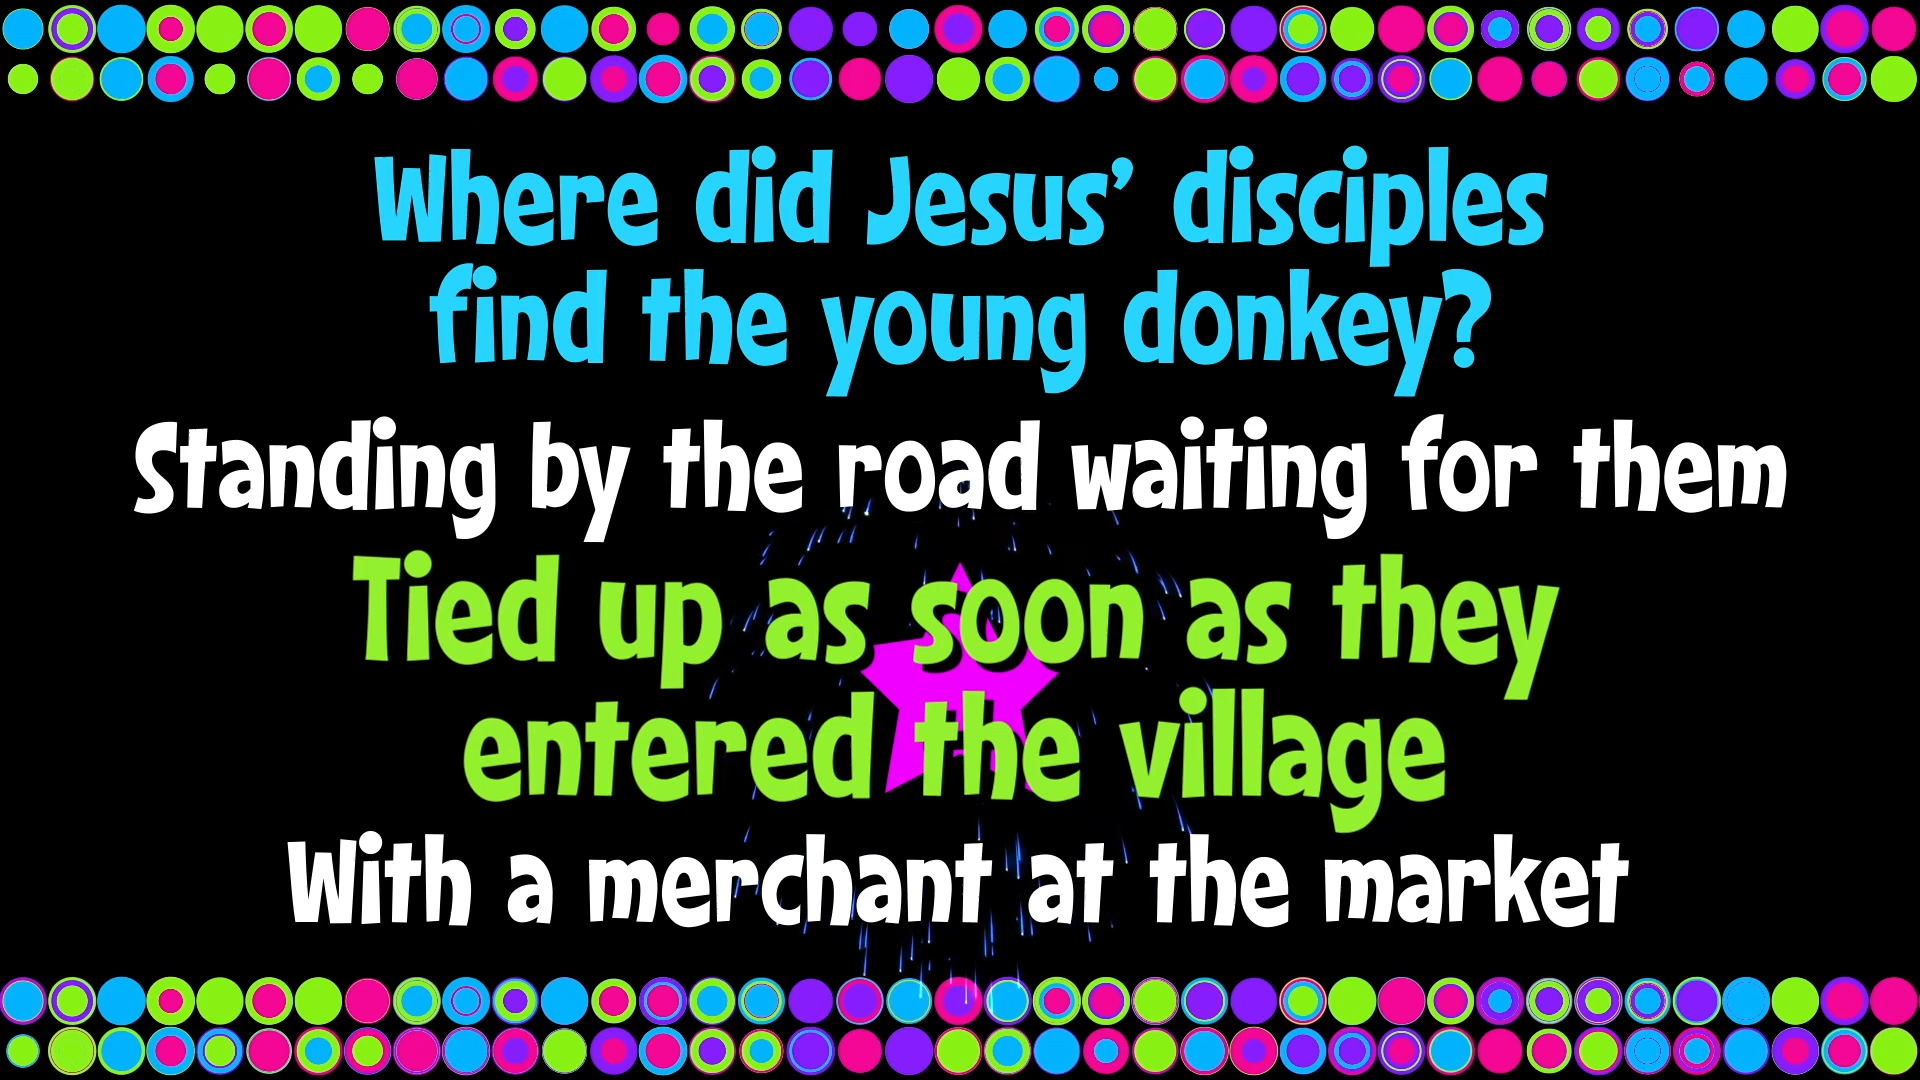 Where did Jesus’ disciples
find the young donkey?
Standing by the road waiting for them
Tied up as soon as they
entered the village
With a merchant at the market